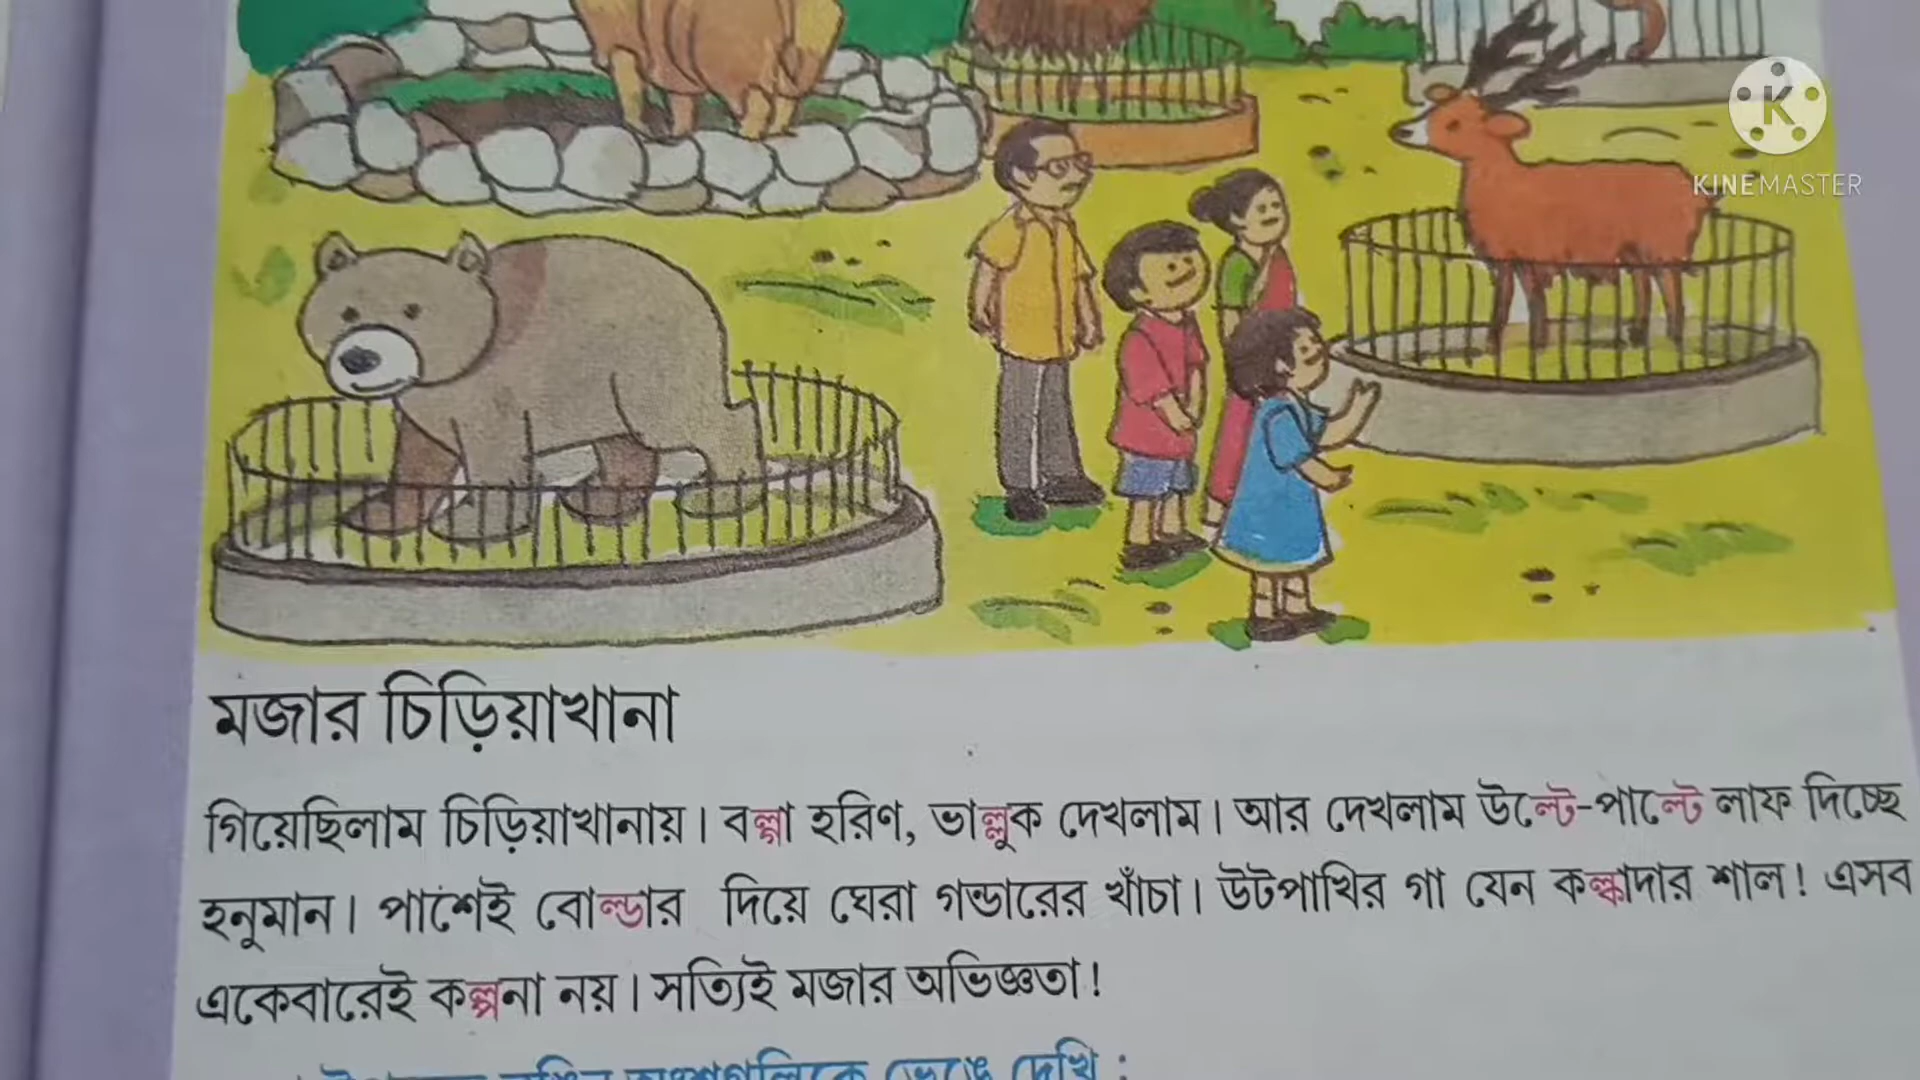 KINEMASTER
মজার চিড়িয়াখানা
গিয়েছিলাম চিড়িয়াখানায়। বল্গা হরিণ, ভাল্লুক দেখলাম। আর দেখলাম উল্টে-পাল্টে লাফ দিচ্ছে
হনুমান। পাশেই বোল্ডার দিয়ে ঘেরা গন্ডারের খাঁচা। উটপাখির গা যেন কল্কাদার শাল! এসব
একেবারেই কল্পনা নয়। সত্যিই মজার অভিজ্ঞতা!
ভেঙে দেখি :